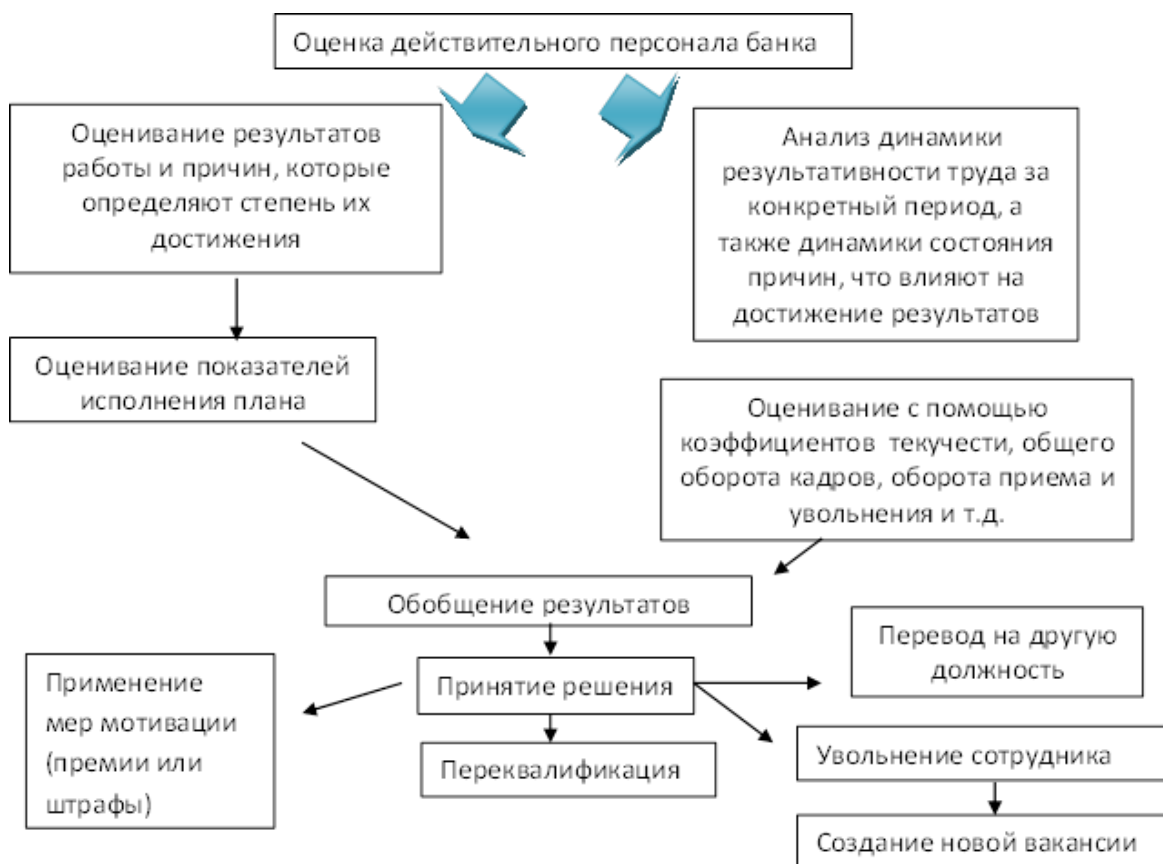 Оценка действительного персонала банка
Оценивание результатов
работы и причин, которые
определяют степень их
достижения
Анализ динамики
результативности труда за
конкретный период, а
также динамики состояния
причин, что влияют на
достижение результатов
Оценивание показателей
исполнения плана
Оценивание с помощью
коэффициентов текучести, общего
оборота кадров, оборота приема и
увольнения и т.д.
Обобщение результатов
Принятие решения
Перевод на другую
должность
Применение
мер мотивации
(премии или
штрафы)
Переквалификация
Увольнение сотрудника
Создание новой вакансии